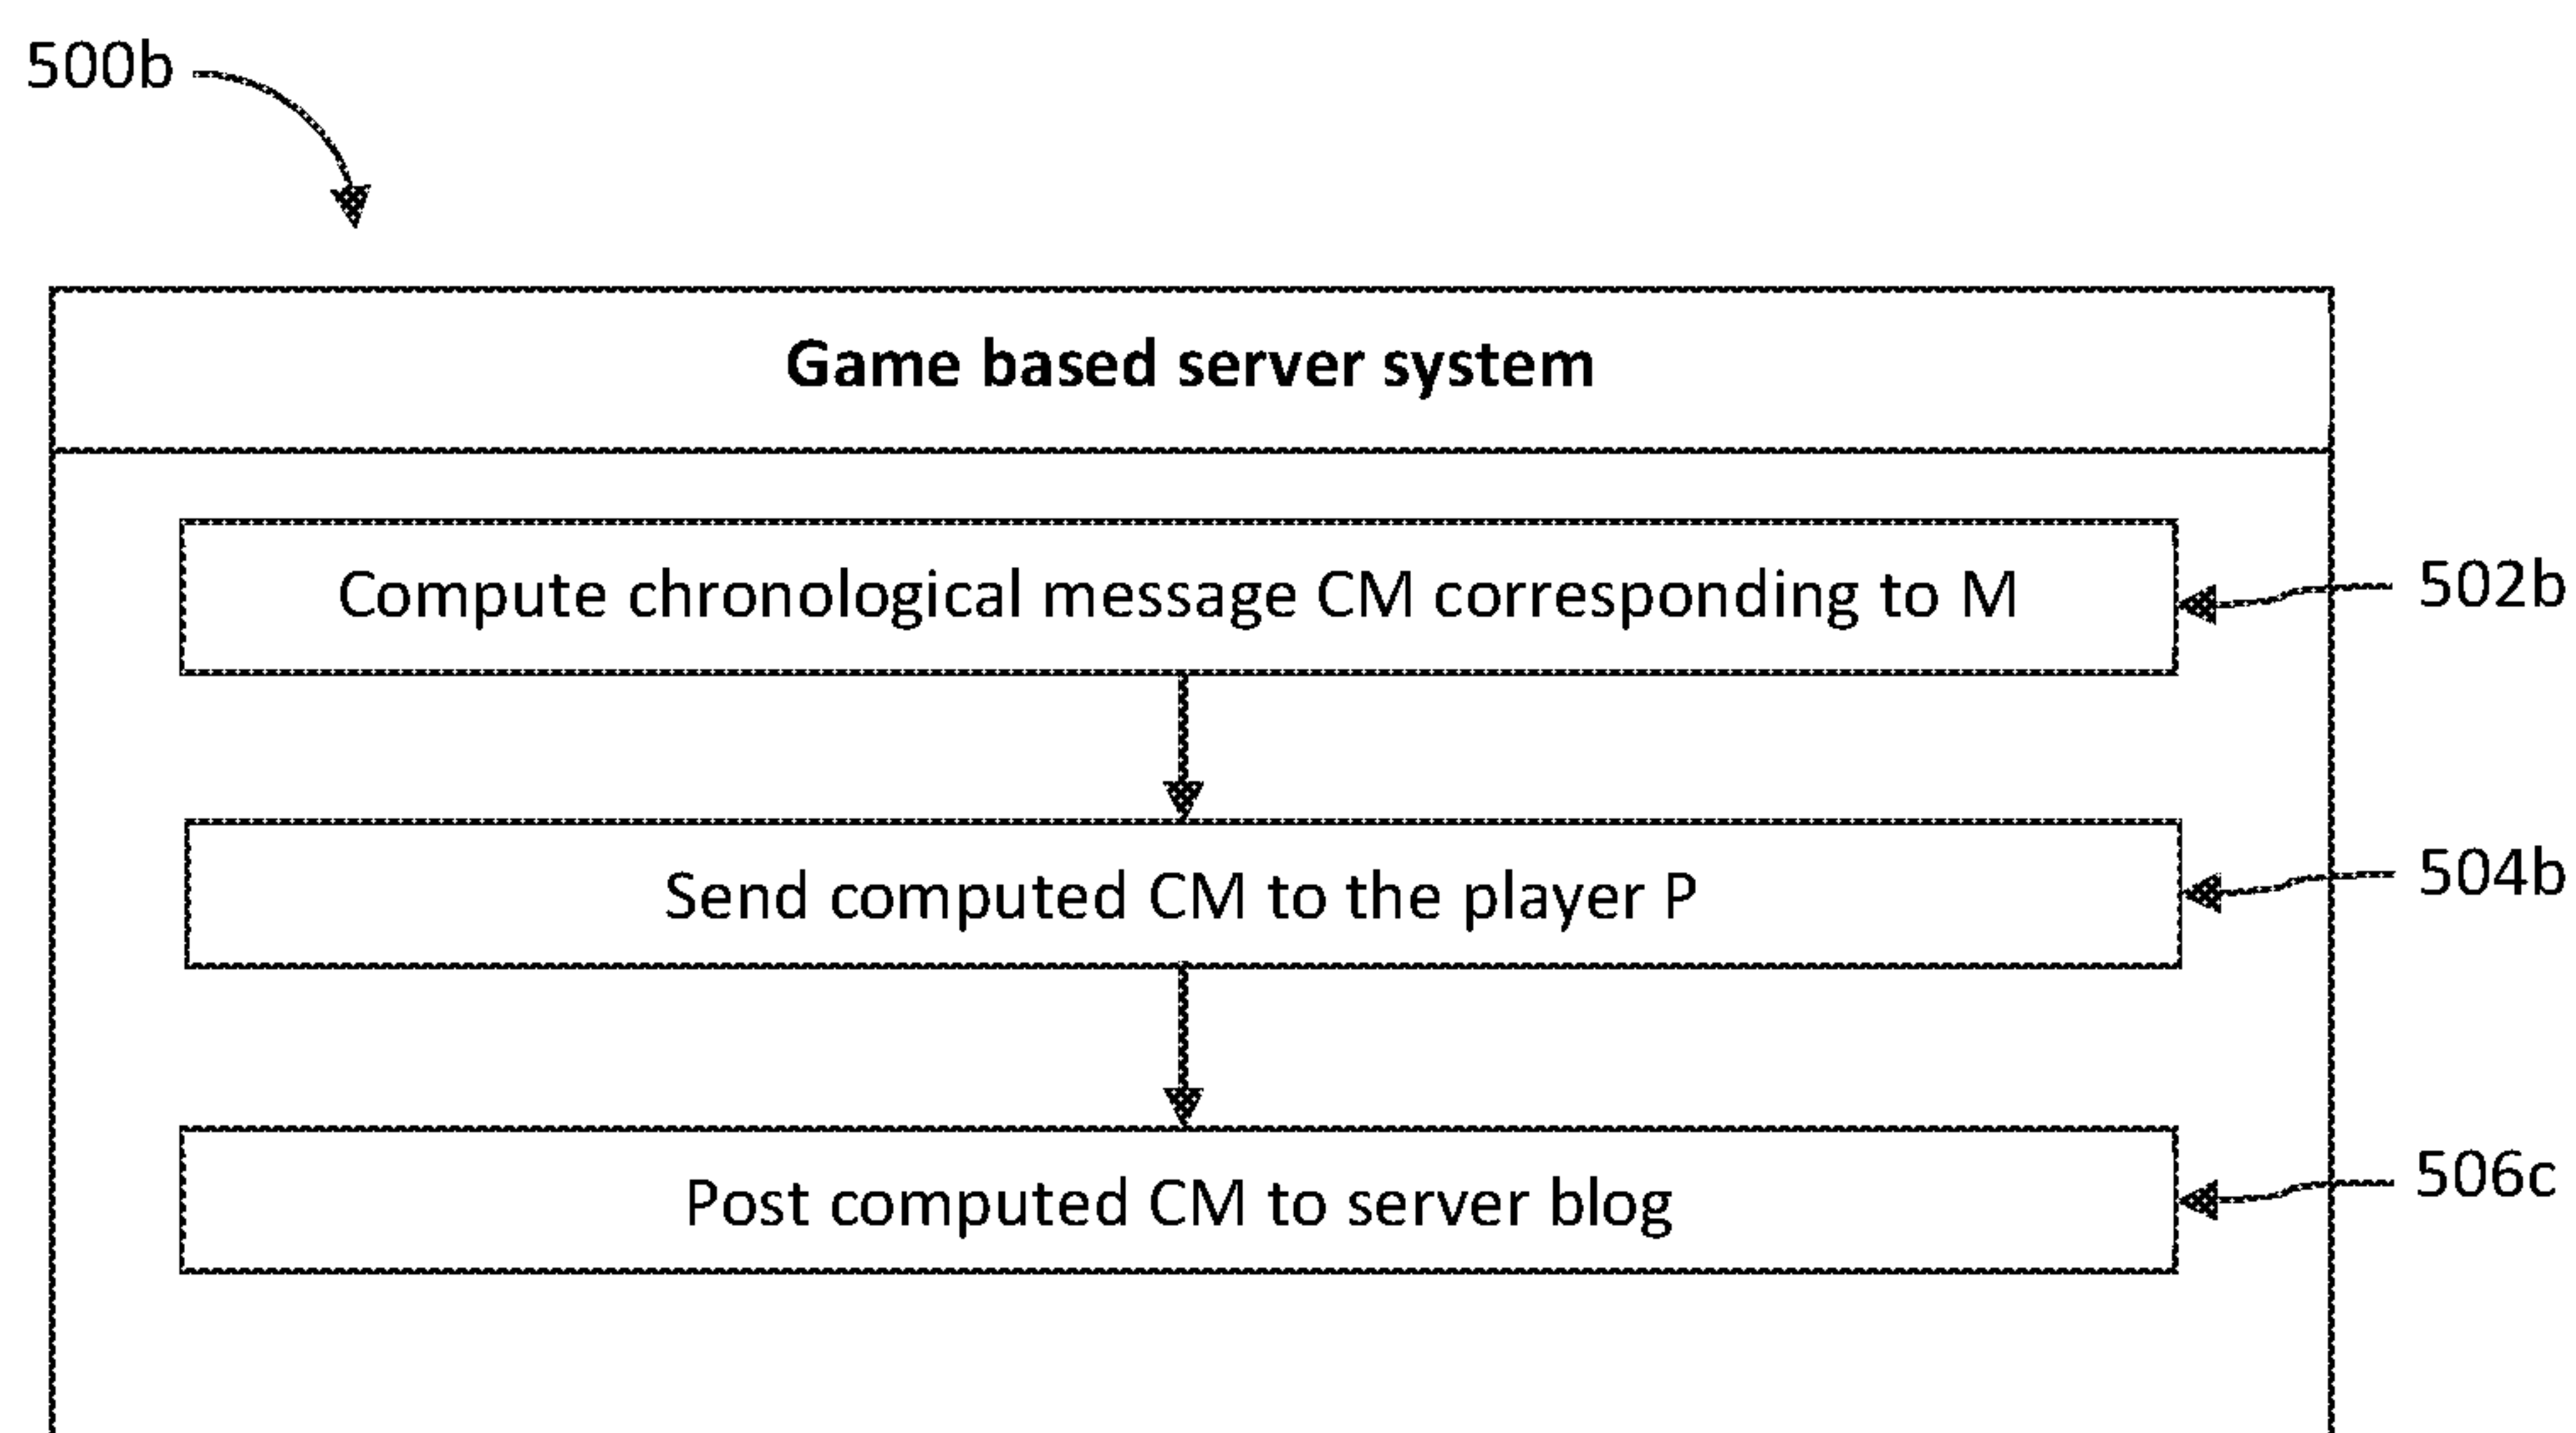 500b
Game based server system
Compute chronological message CM corresponding to M
502b
Send computed CM to the player P
504b
Post computed CM to server blog
506c